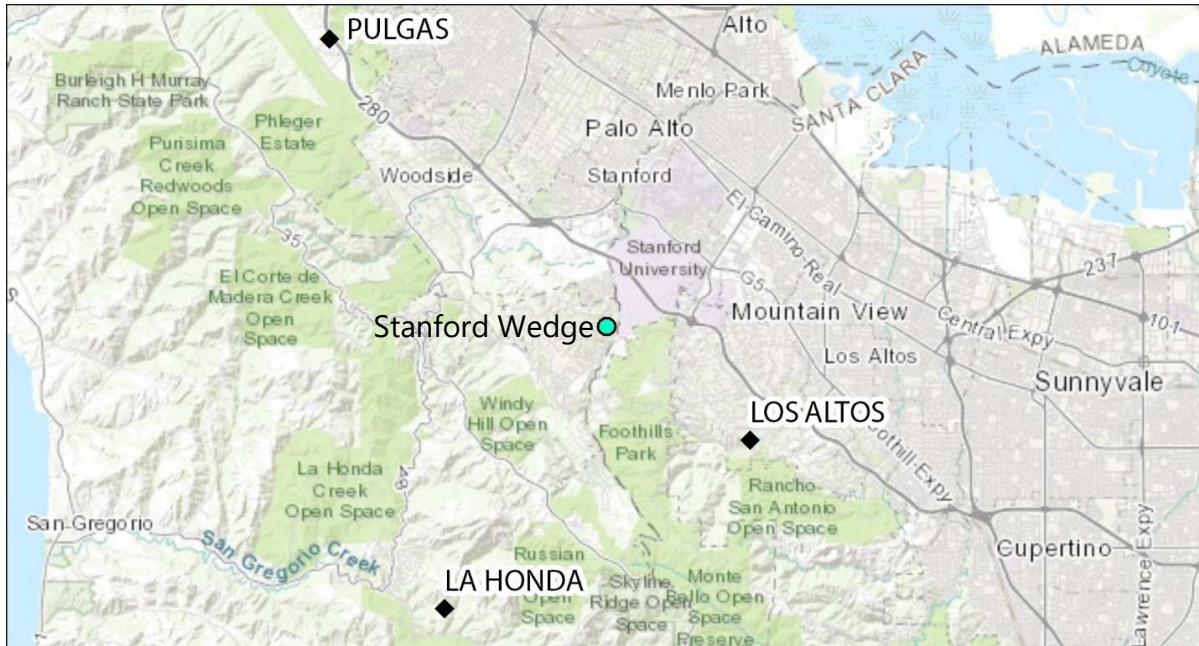 PULGAS
Alto
ALAMEDA
Coyote
Burleigh H Murray
Ranch State Park
Menlo Park
SANTA CLARA
280
Phleger
Estate
Palo Alto
Purisima
Creek
Redwoods
Open Space
Woodside
Stanford
El Camino Real
35
Stanford
University
237
G5
El Corte de
Madera Creek
Open
Space
Mountain View
Central Expy
101
Stanford Wedge
Los Altos
Sunnyvale
Windy
Hill Open
Space
LOS ALTOS
Foothills
Park
Foothill Expy
La Honda
Creek
Open Space
84
Rancho
San Antonio
Open Space
San Gregorio
San Gregorio Creek
Cupertino
Lawrence Expy
Russian
Open
Space
LA HONDA
Skyline
Ridge Open
Space
Monte
Bello Open
Space
Preserve